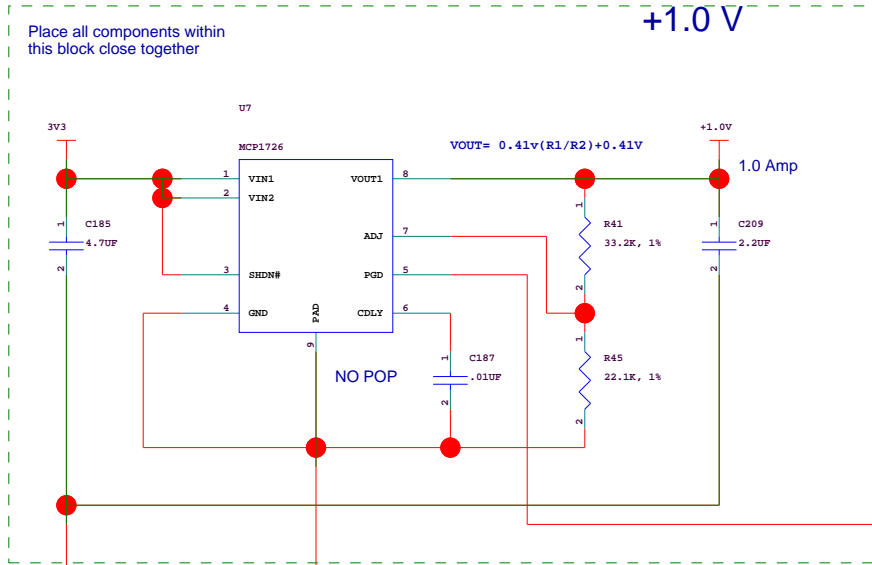 +1.0 V
Place all components within
this block close together
U7
3V3
+1.0V
MCP1726
VOUT= 0.41v(R1/R2)+0.41V
1.0 Amp
1
VIN1
VOUT1
8
2
VIN2
1
C185
4.7UF
2
ADJ
7
1
R41
33.2K, 1%
2
1
C209
2.2UF
2
3
SHDN#
PGD
5
4
GND
PAD
CDLY
6
9
NO POP
1
C187
.01UF
2
1
R45
22.1K, 1%
2